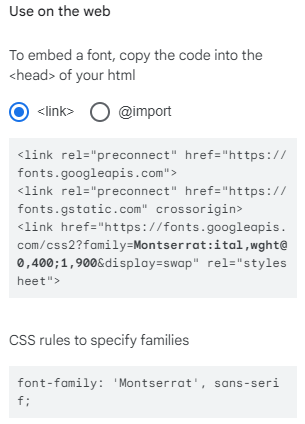 Use on the web
To embed a font, copy the code into the
<head> of your html
<link> @import
<link rel="preconnect" href="https://
fonts.googleapis.com">
<link rel="preconnect" href="https://
fonts.gstatic.com" crossorigin>
<link href="https://fonts.googleapis.
com/css2?family=Montserrat:ital,wght@
0,400;1,900&display=swap" rel="styles
heet">
CSS rules to specify families
font-family: 'Montserrat', sans-seri
f;